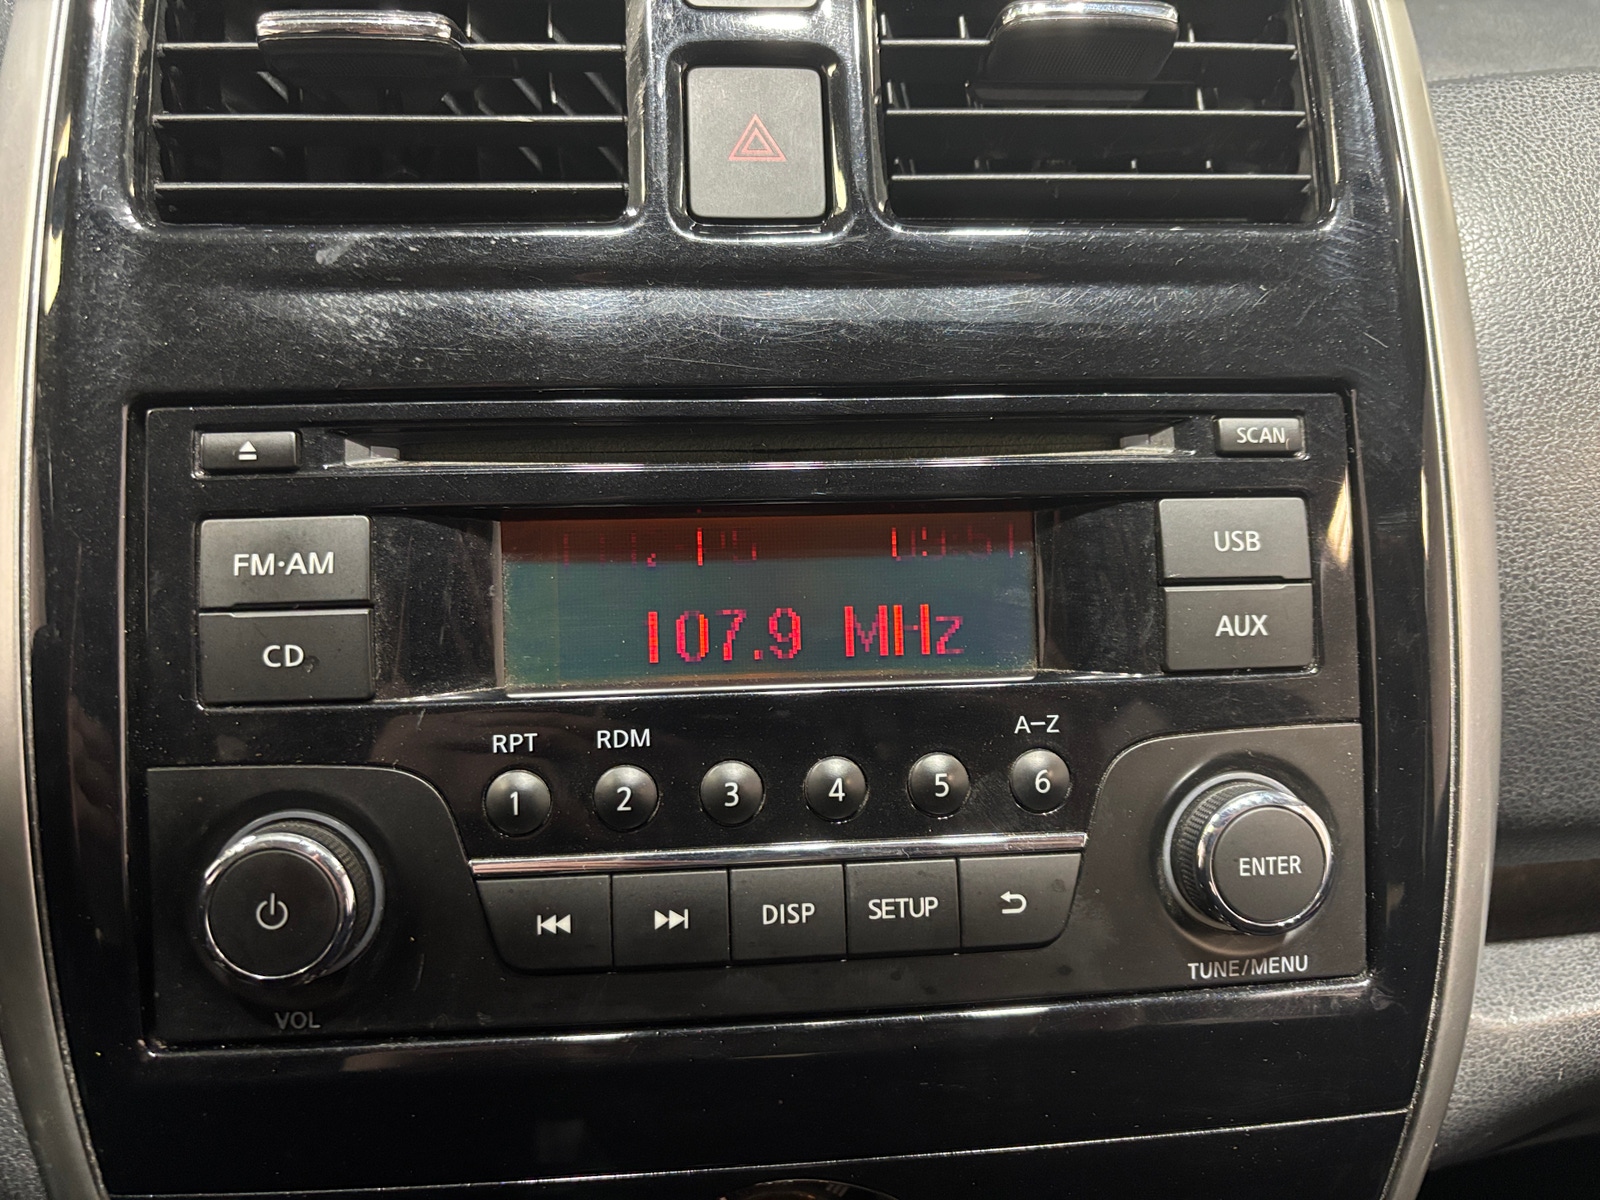 SCAN
FM·AM
USB
CD
107.9 MHz
AUX
RPT
RDM
A-Z
1
2
3
4
5
6
DISP
SETUP
ENTER
VOL
TUNE/MENU